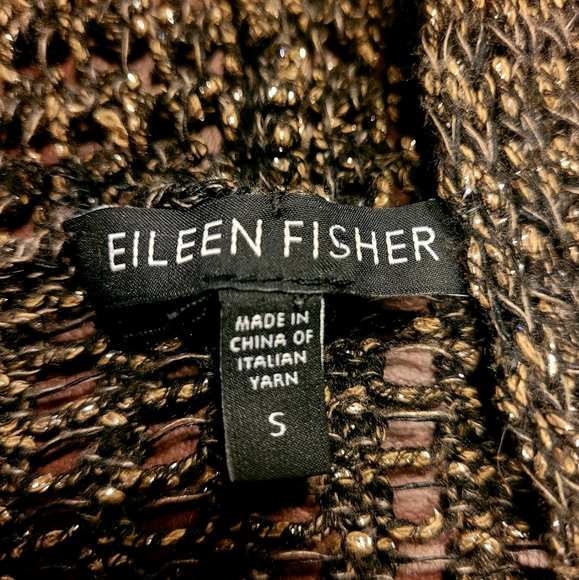 EILEEN FISHER
MADE IN
CHINA OF
ITALIAN
YARN
S